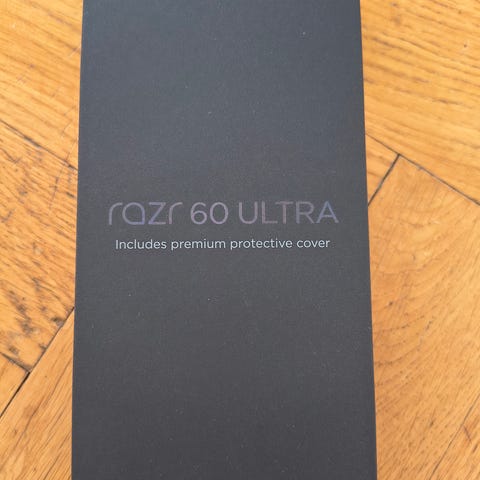 razr 60 ULTRA
Includes premium protective cover